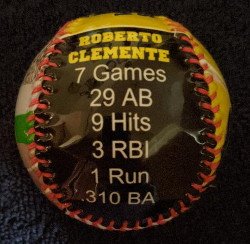 ROBERTO
CLEMENTE
7 Games
29 AB
9 Hits
3 RBI
1 Run
.310 BA